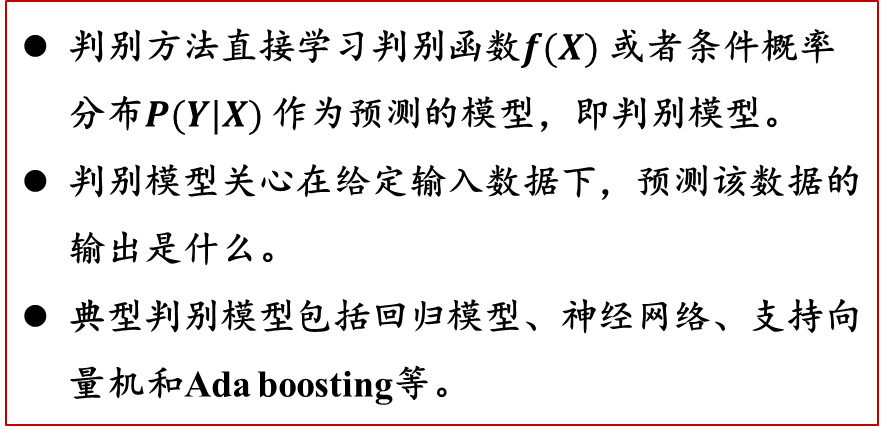 ● 判别方法直接学习判别函数f(X) 或者条件概率
分布P(Y|X) 作为预测的模型，即判别模型。
● 判别模型关心在给定输入数据下，预测该数据的
输出是什么。
● 典型判别模型包括回归模型、神经网络、支持向
量机和Ada boosting等。